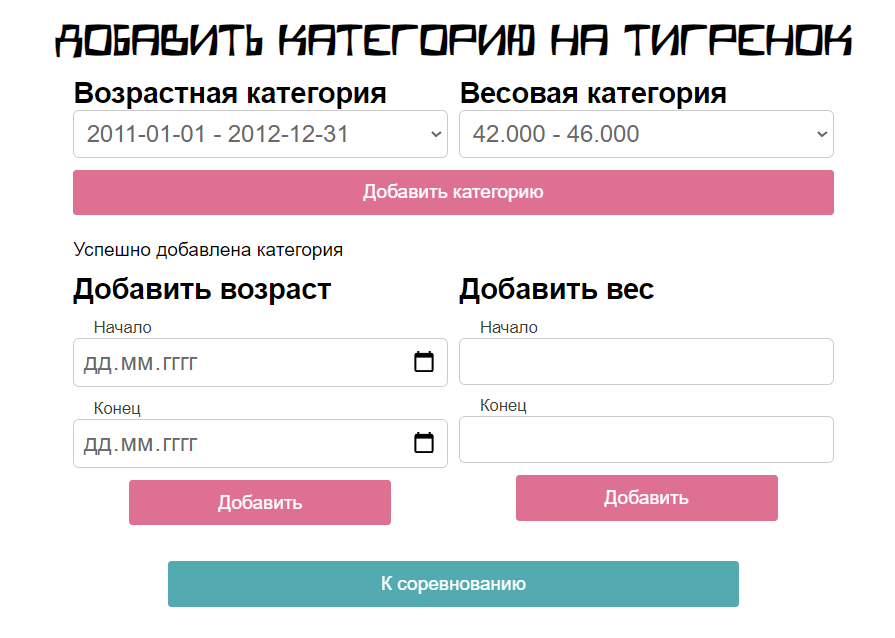 ДОБАВИТЬ КАТЕГОРИЮ НА ТИГРЕНОК
Возрастная категория Весовая категория
2011-01-01 - 2012-12-31 42.000 - 46.000
Добавить категорию
Успешно добавлена категория
Добавить возраст Добавить вес
Начало Начало
дд.мм.гггг
Конец Конец
дд.мм.гггг
Добавить Добавить
К соревнованию